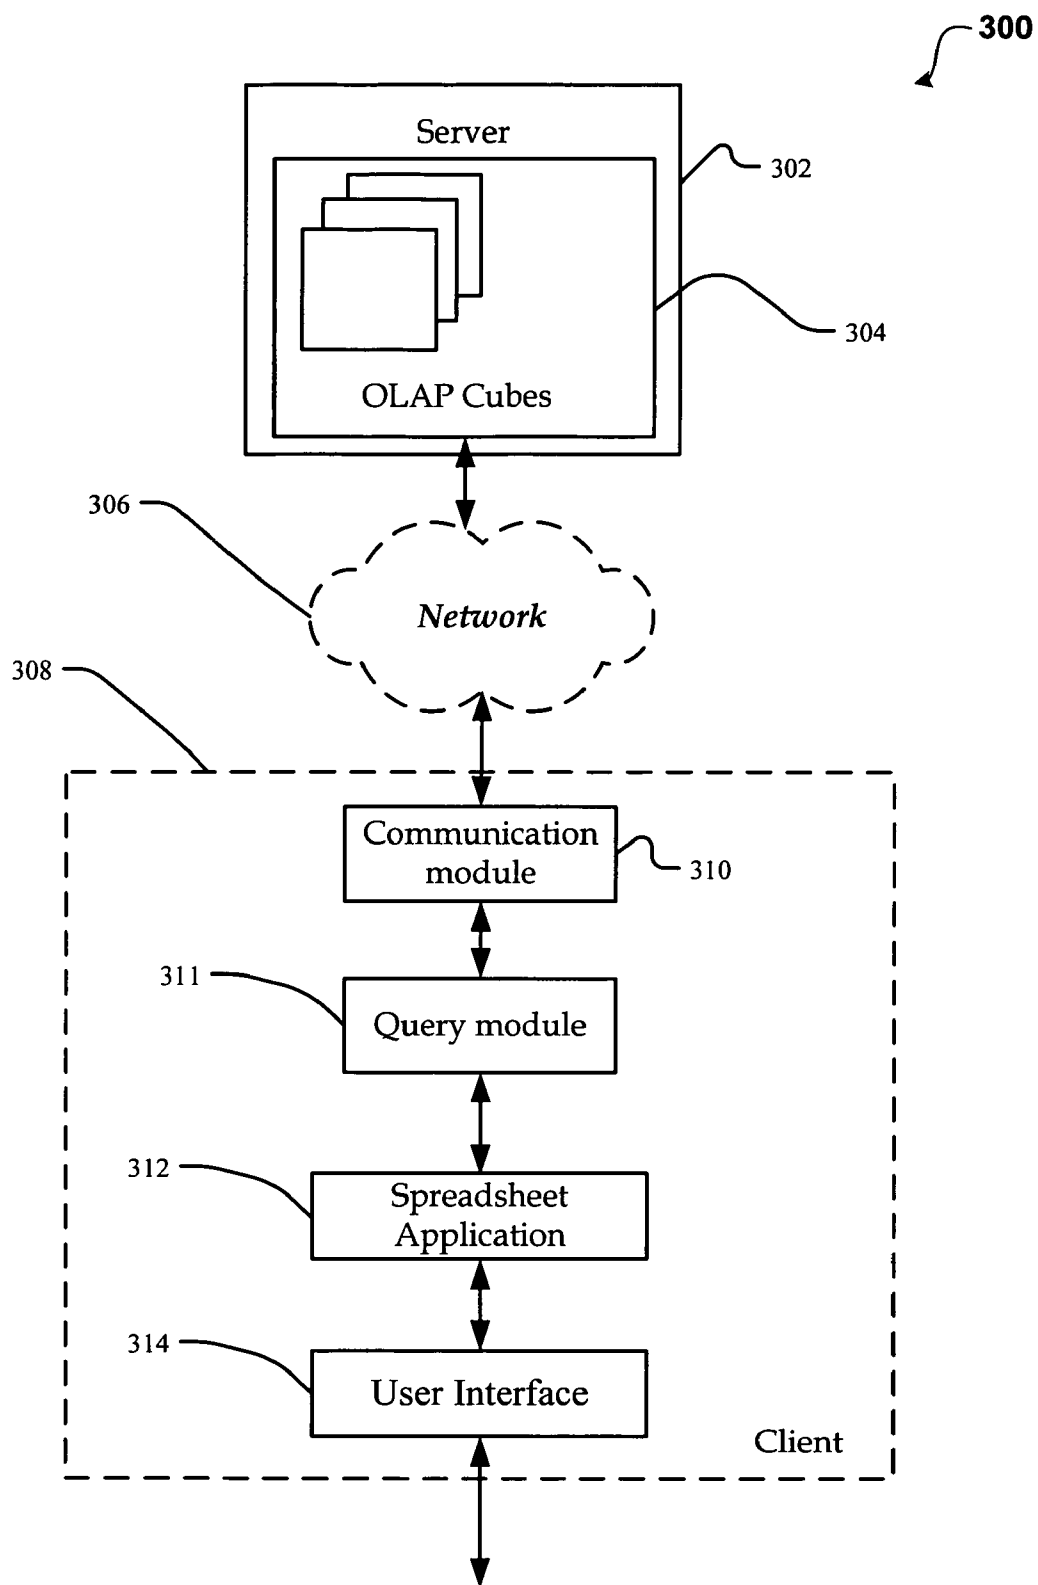 300
Server
302
304
OLAP Cubes
306
Network
308
Communication
module
310
311
Query module
312
Spreadsheet
Application
314
User Interface
Client